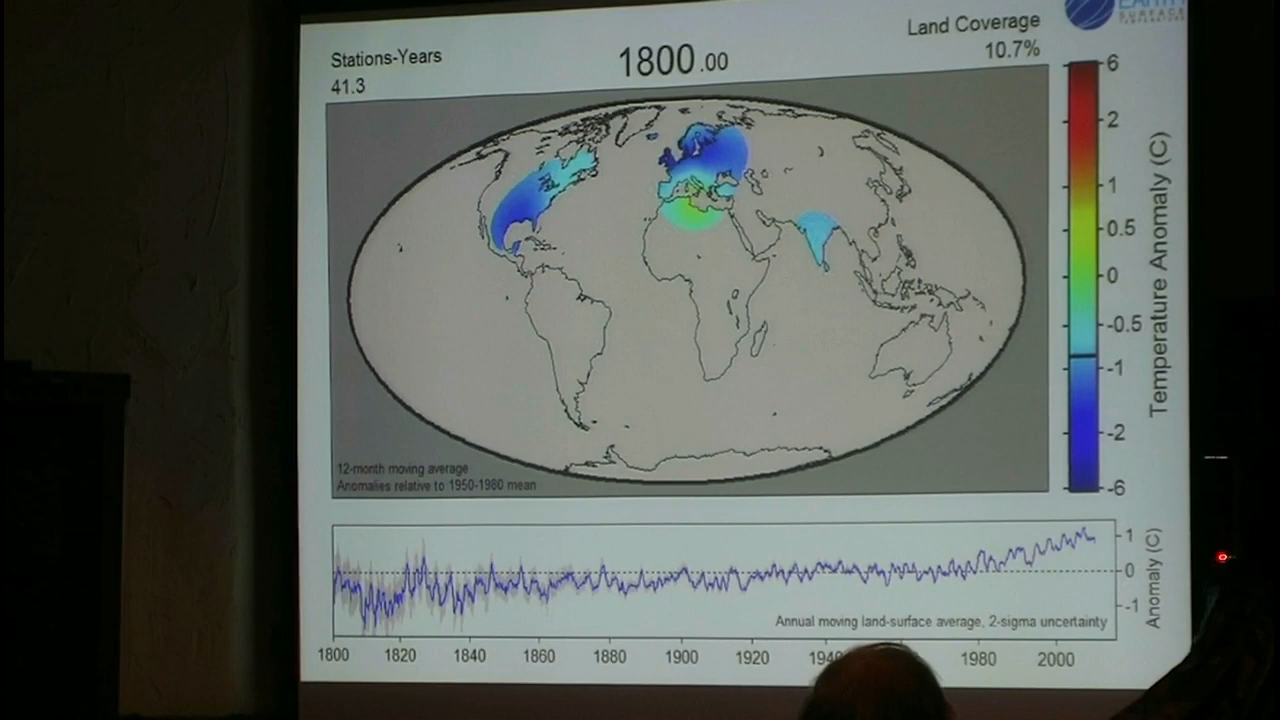 EARTH
SURFACE
TEMPERATURE
Stations-Years
41.3
1800.00
Land Coverage
10.7%
6
2
1
0.5
0
-0.5
-1
-2
-6
Temperature Anomaly (C)
12-month moving average
Anomalies relative to 1950-1980 mean
1
0
-1
Anomaly (C)
Annual moving land-surface average, 2-sigma uncertainty
1800 1820 1840 1860 1880 1900 1920 1940 1980 2000